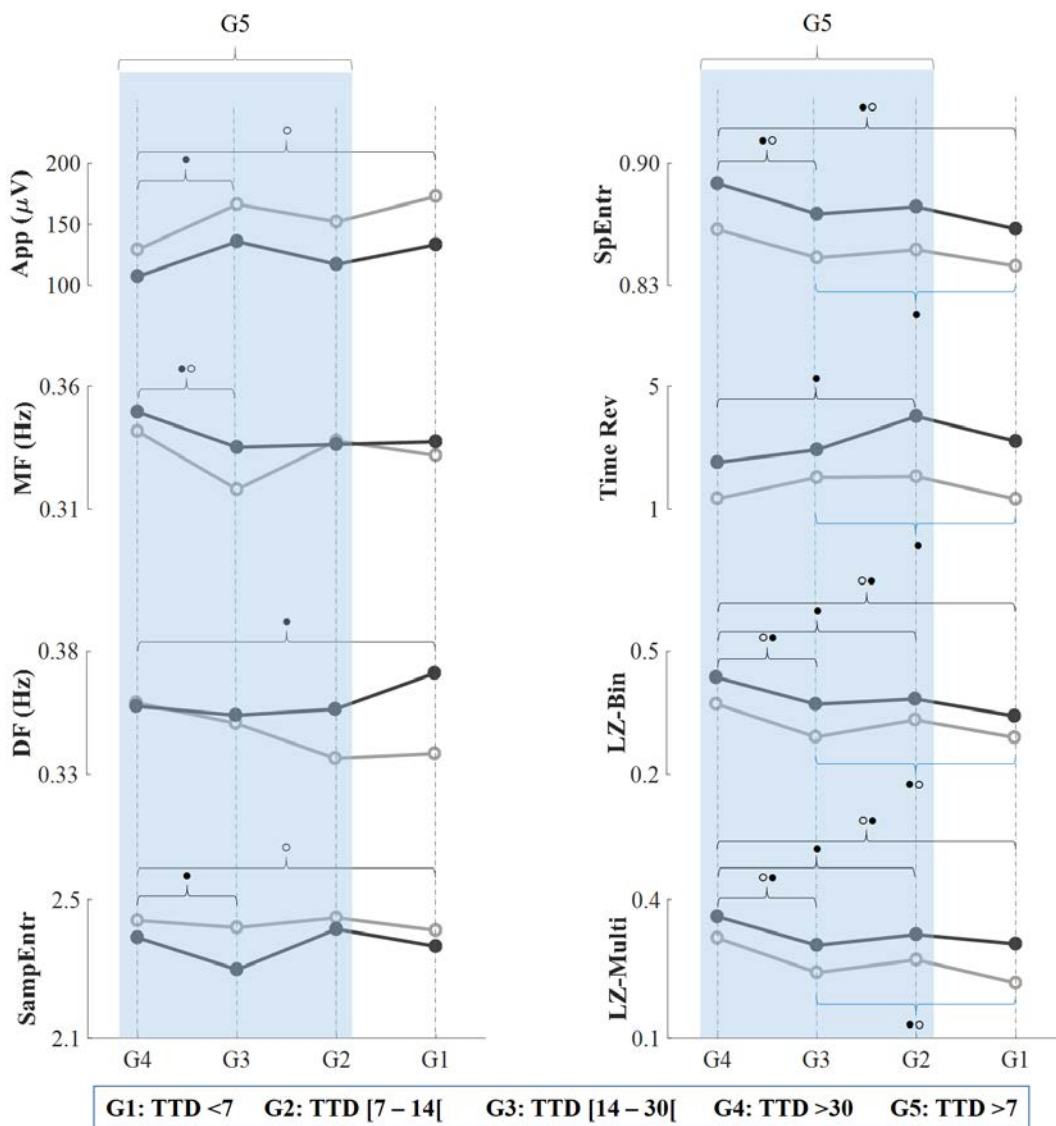 G5
200
150
100
App (μV)
0.36
0.31
MF (Hz)
0.38
0.33
DF (Hz)
2.5
2.1
SampEntr
G4 G3 G2 G1
G5
0.90
0.83
SpEntr
5
1
Time Rev
0.5
0.2
LZ-Bin
0.4
0.1
LZ-Multi
G4 G3 G2 G1
G1: TTD <7 G2: TTD [7 – 14[ G3: TTD [14 – 30[ G4: TTD >30 G5: TTD >7